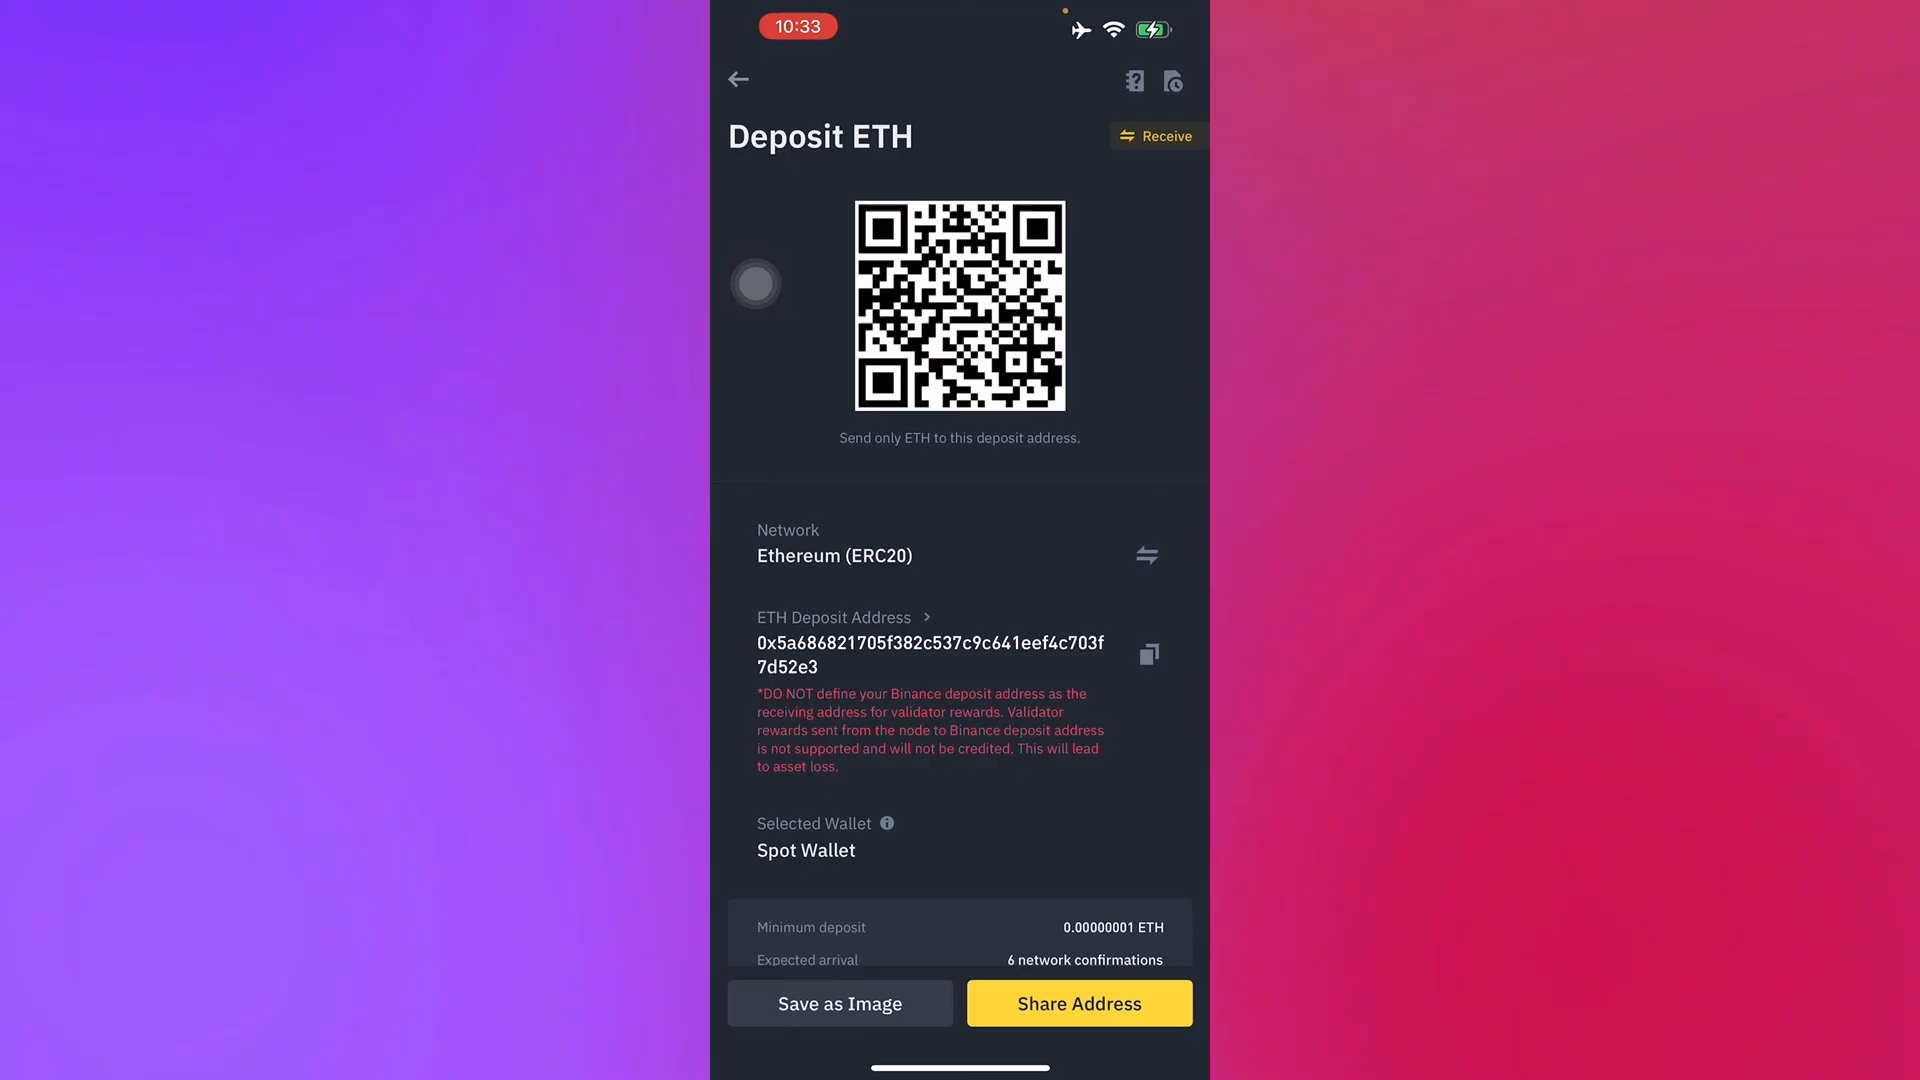 10:33
Deposit ETH
Receive
Send only ETH to this deposit address.
Network
Ethereum (ERC20)
ETH Deposit Address >
0x5a686821705f382c537c9c641eef4c703f
7d52e3
*DO NOT define your Binance deposit address as the
receiving address for validator rewards. Validator
rewards sent from the node to Binance deposit address
is not supported and will not be credited. This will lead
to asset loss.
Selected Wallet
Spot Wallet
Minimum deposit 0.00000001 ETH
Expected arrival 6 network confirmations
Save as Image
Share Address